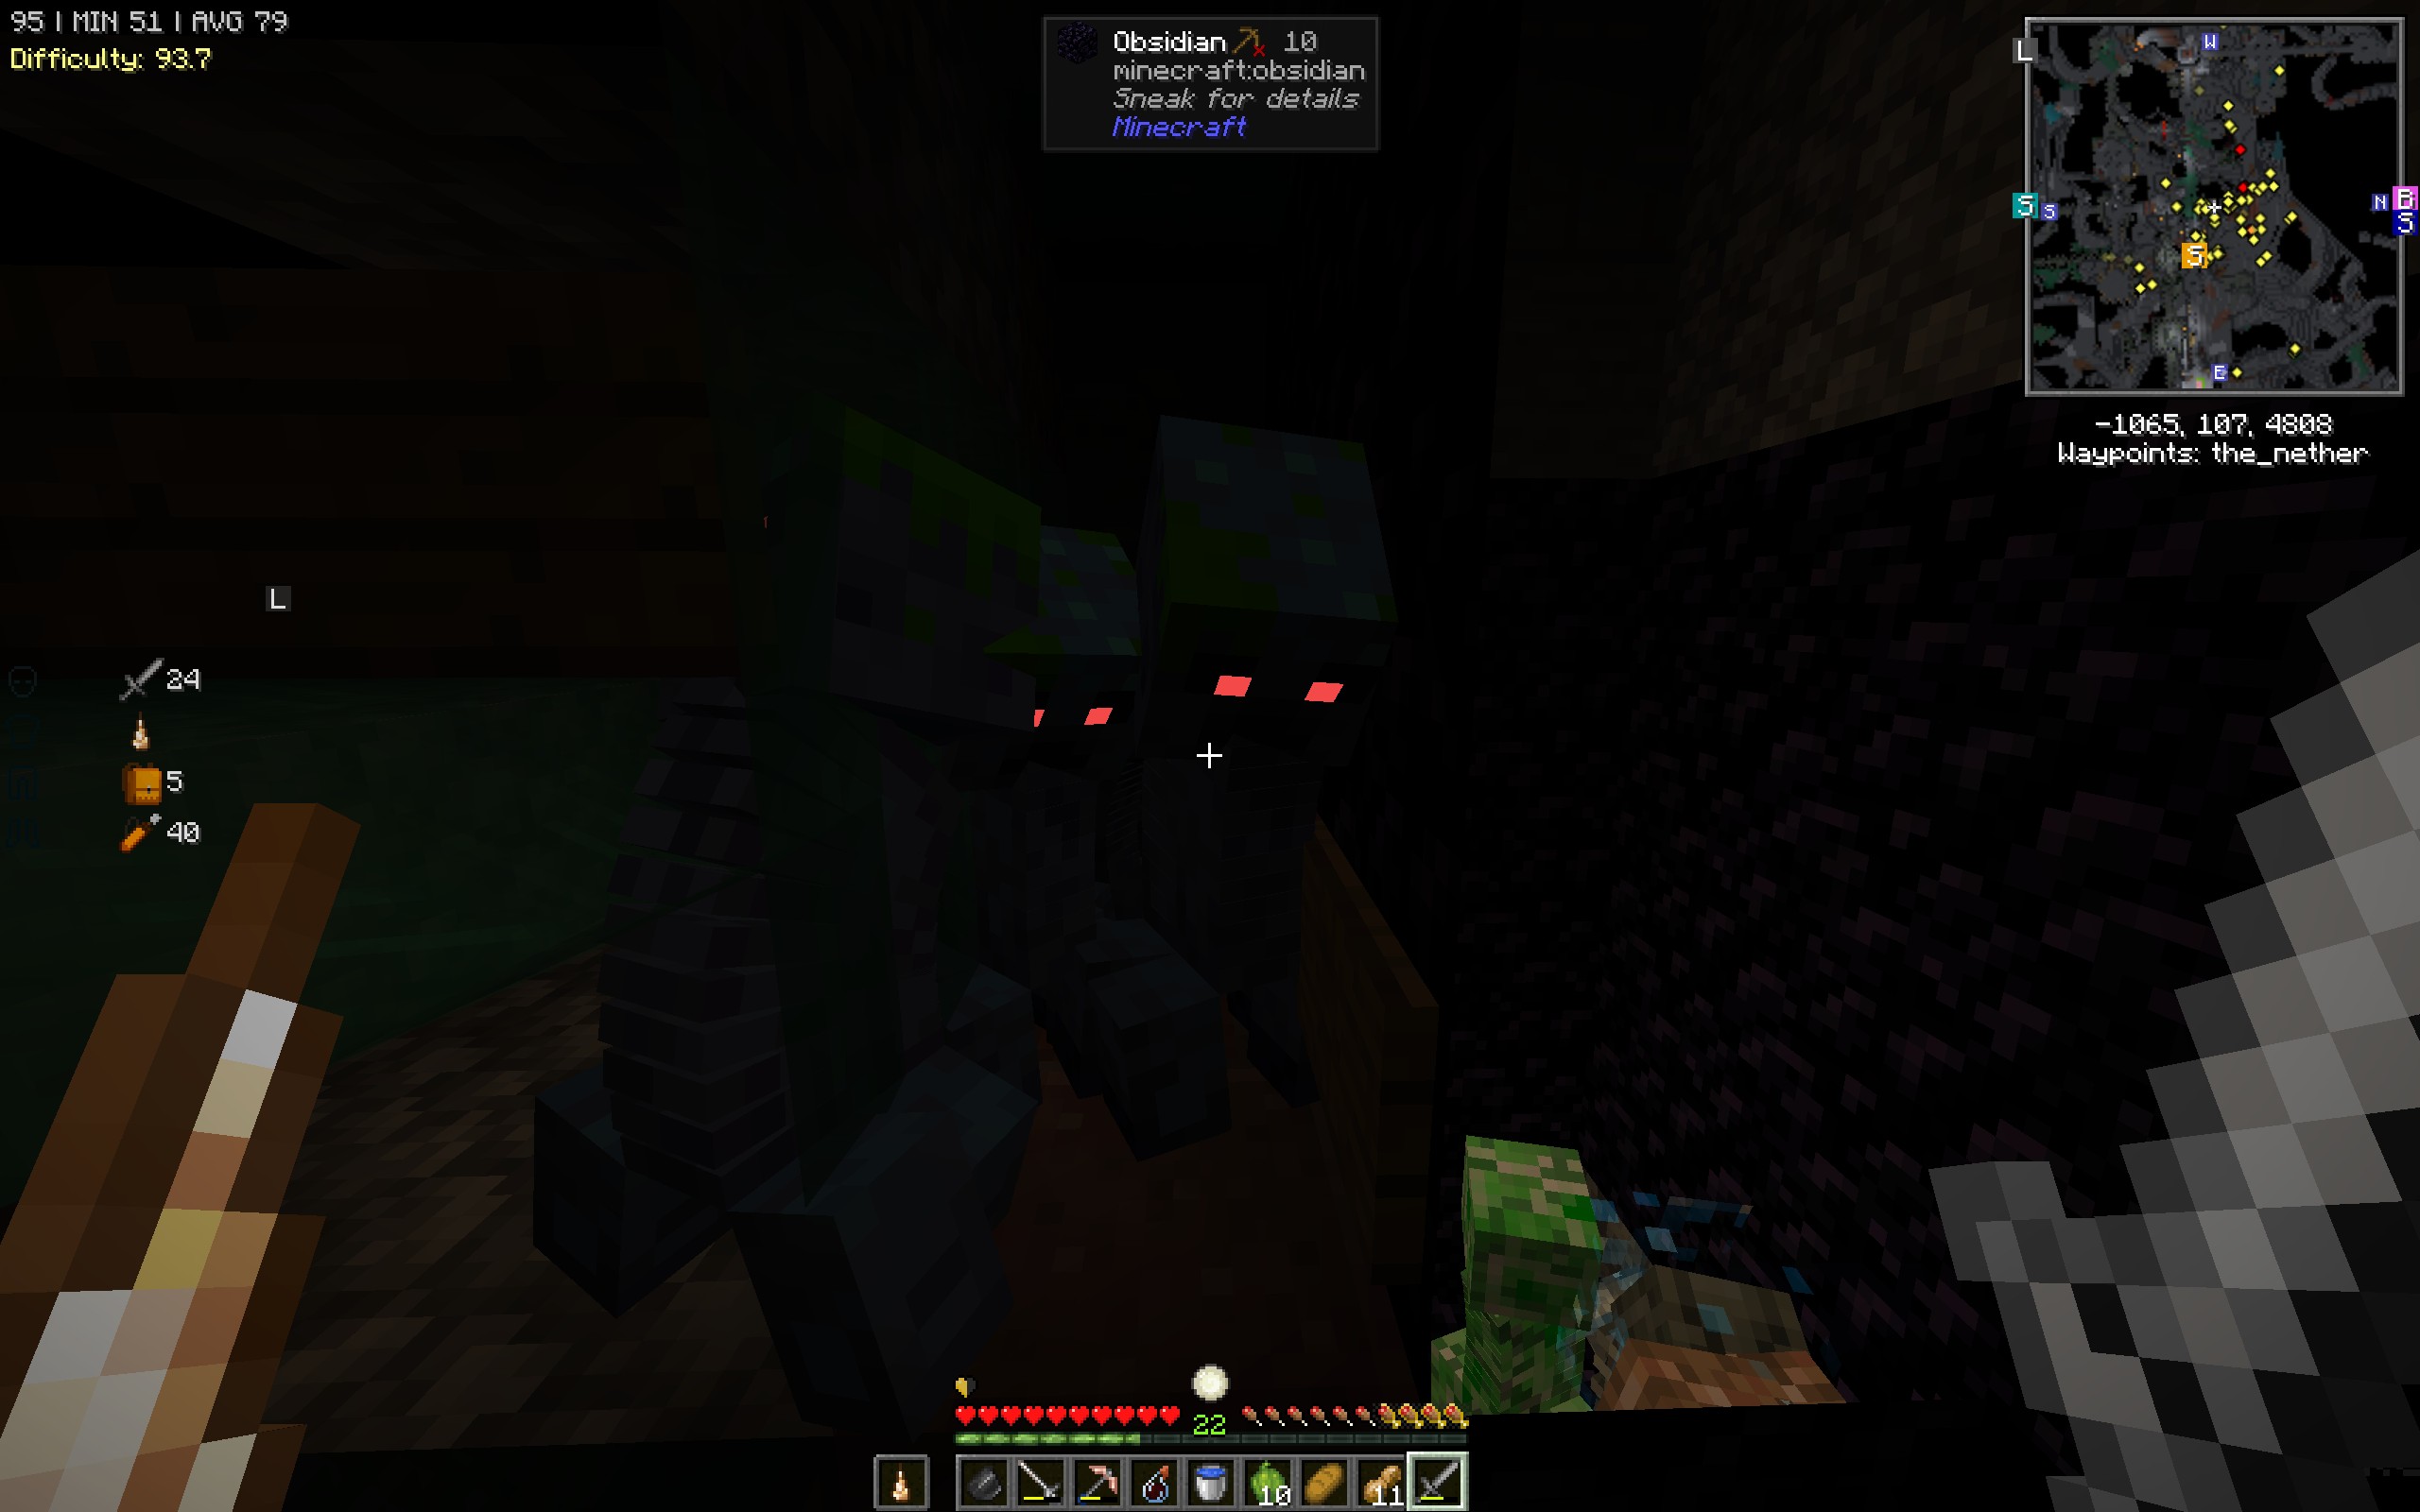 95 | MIN 51 | AVG 79
Difficulty: 93.7
Obsidian 10
minecraft:obsidian
Sneak for details
Minecraft
L
W
S
S
N
B
S
S
E
-1065, 107, 4808
Waypoints: the_nether
L
24
5
40
22
10
11